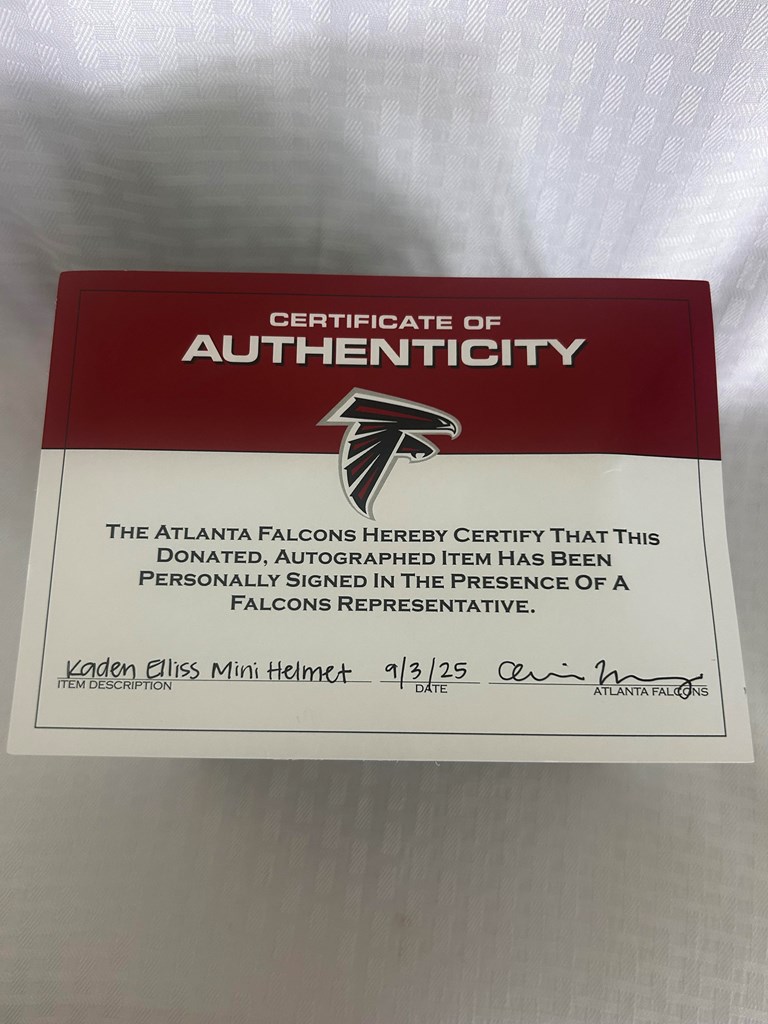 CERTIFICATE OF
AUTHENTICITY
THE ATLANTA FALCONS HEREBY CERTIFY THAT THIS
DONATED, AUTOGRAPHED ITEM HAS BEEN
PERSONALLY SIGNED IN THE PRESENCE OF A
FALCONS REPRESENTATIVE.
Kaden Elliss Mini Helmet 9/3/25
ITEM DESCRIPTION DATE ATLANTA FALCONS